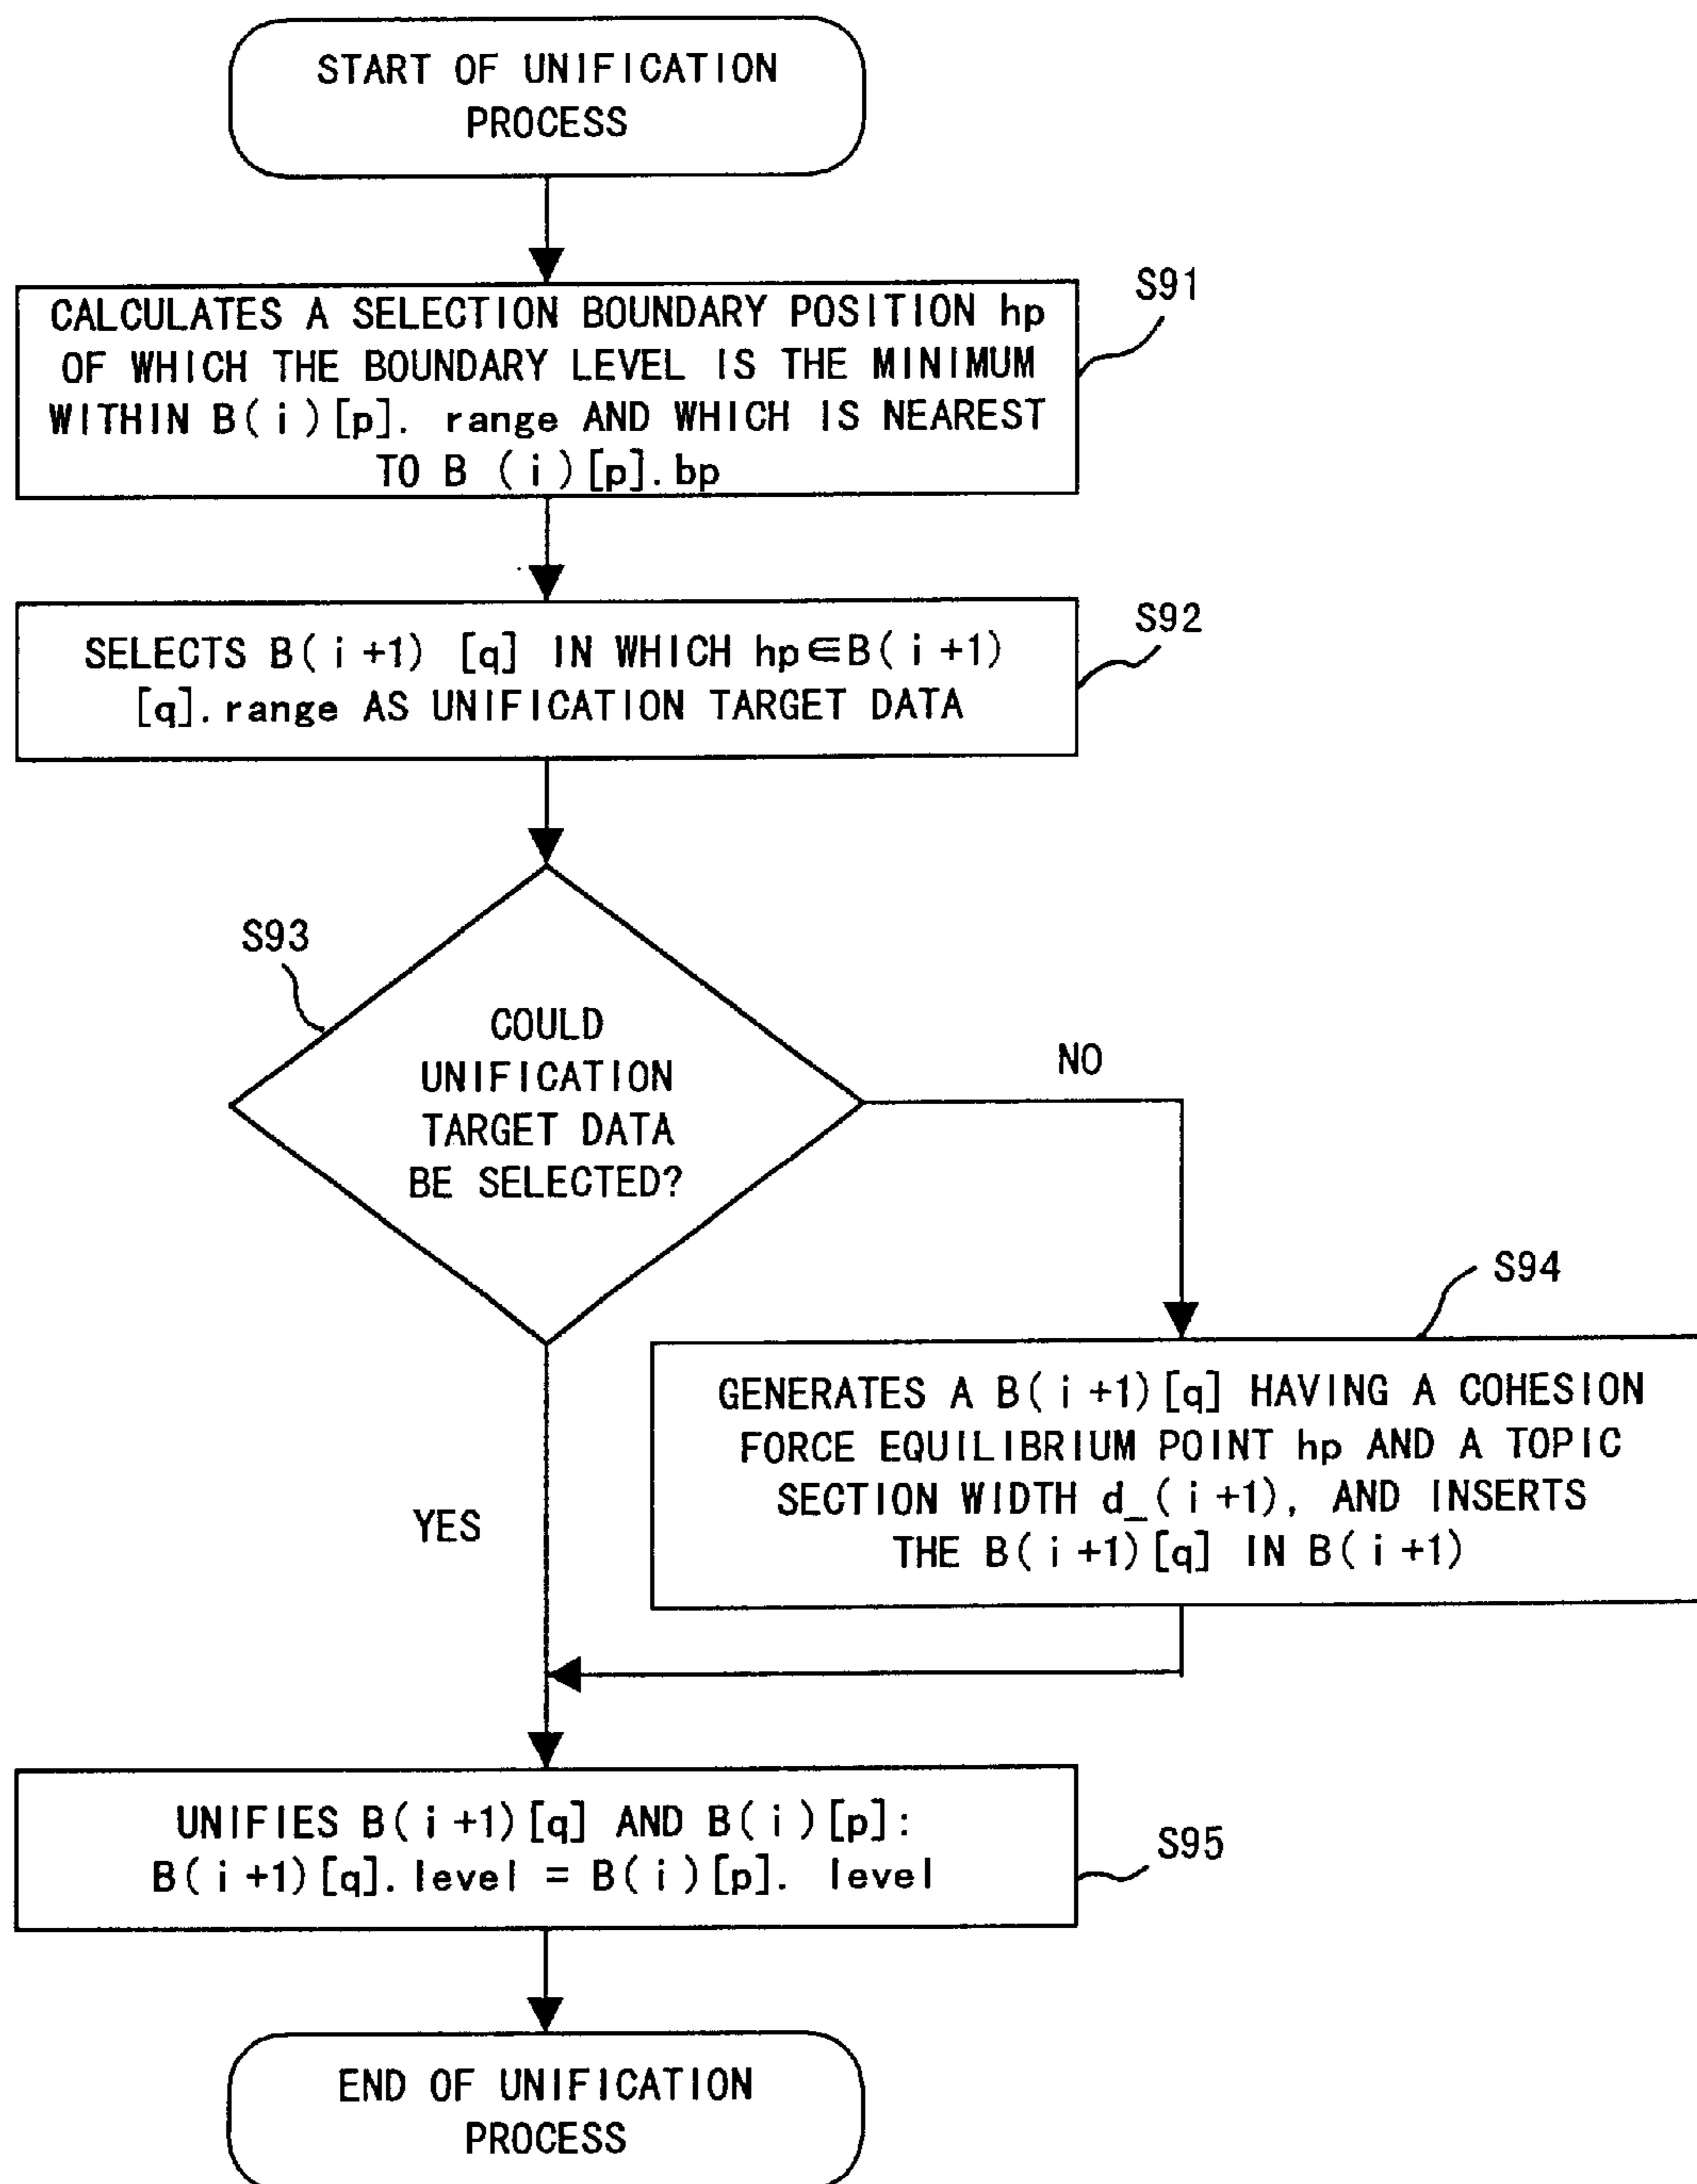 START OF UNIFICATION
PROCESS
S91
CALCULATES A SELECTION BOUNDARY POSITION hp
OF WHICH THE BOUNDARY LEVEL IS THE MINIMUM
WITHIN B(i)[p]. range AND WHICH IS NEAREST
TO B (i)[p].bp
S92
SELECTS B(i+1) [q] IN WHICH hp∈B(i+1)
[q].range AS UNIFICATION TARGET DATA
S93
COULD
UNIFICATION
TARGET DATA
BE SELECTED?
NO
S94
GENERATES A B(i+1)[q] HAVING A COHESION
FORCE EQUILIBRIUM POINT hp AND A TOPIC
SECTION WIDTH d_(i+1), AND INSERTS
THE B(i+1)[q] IN B(i+1)
YES
UNIFIES B(i+1)[q] AND B(i)[p]:
B(i+1)[q].level = B(i)[p]. level
S95
END OF UNIFICATION
PROCESS